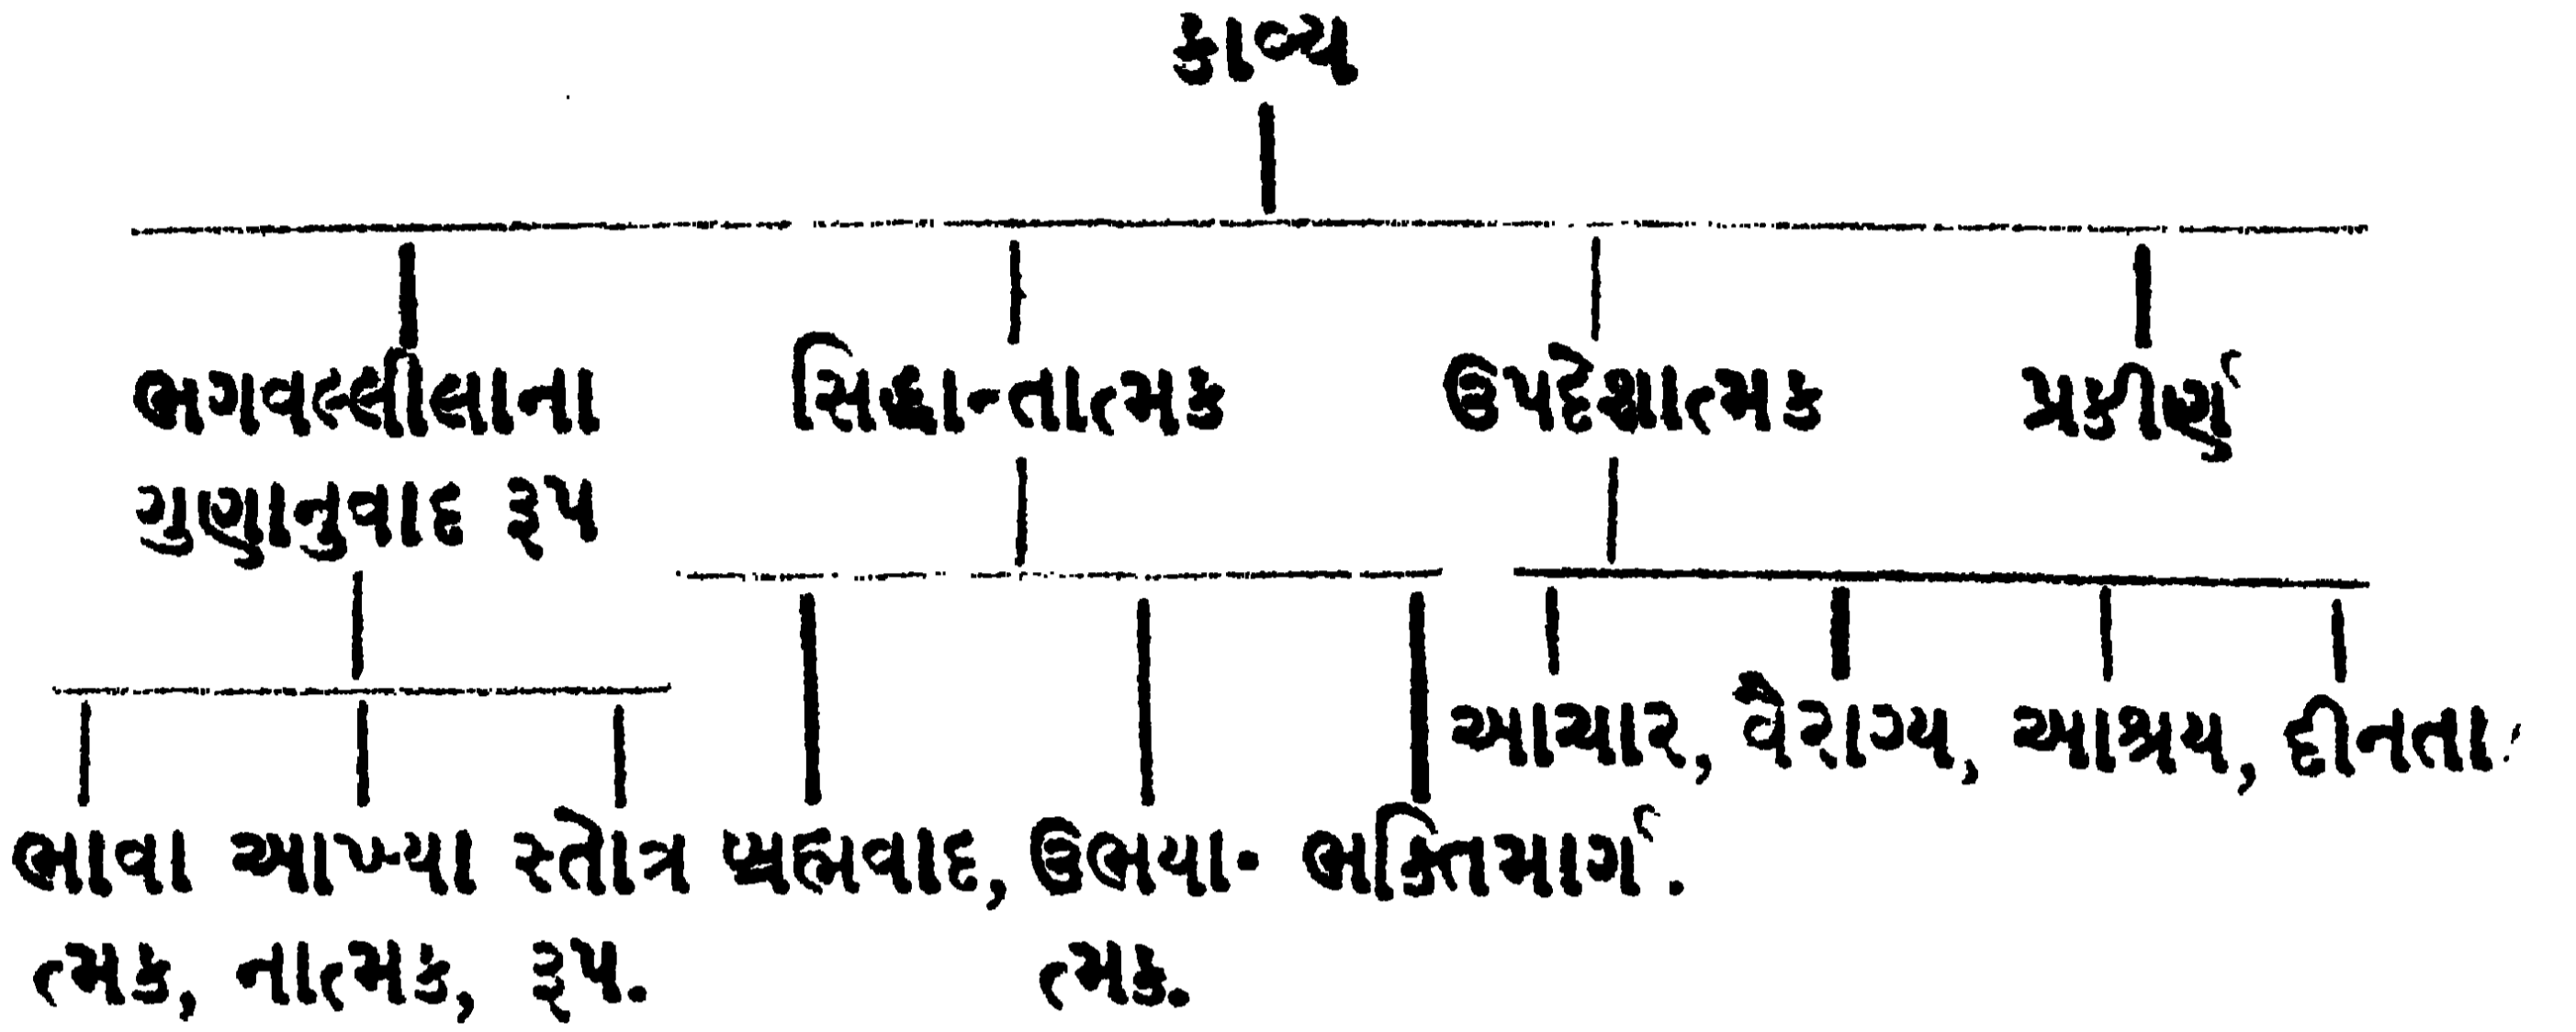 કાવ્ય
ભગવલ્લીલાના સિદ્ધાન્તાત્મક ઉપદેશાત્મક પ્રકીર્ણ
ગુણાનુવાદ રૂપ
આચાર, વૈરાગ્ય, આશ્રય, દીનતા.
ભાવા આખ્યા સ્તોત્ર બ્રહ્મવાદ, ઉભયા- ભક્તિમાર્ગ.
ત્મક, નાત્મક, રૂપ. ત્મક.